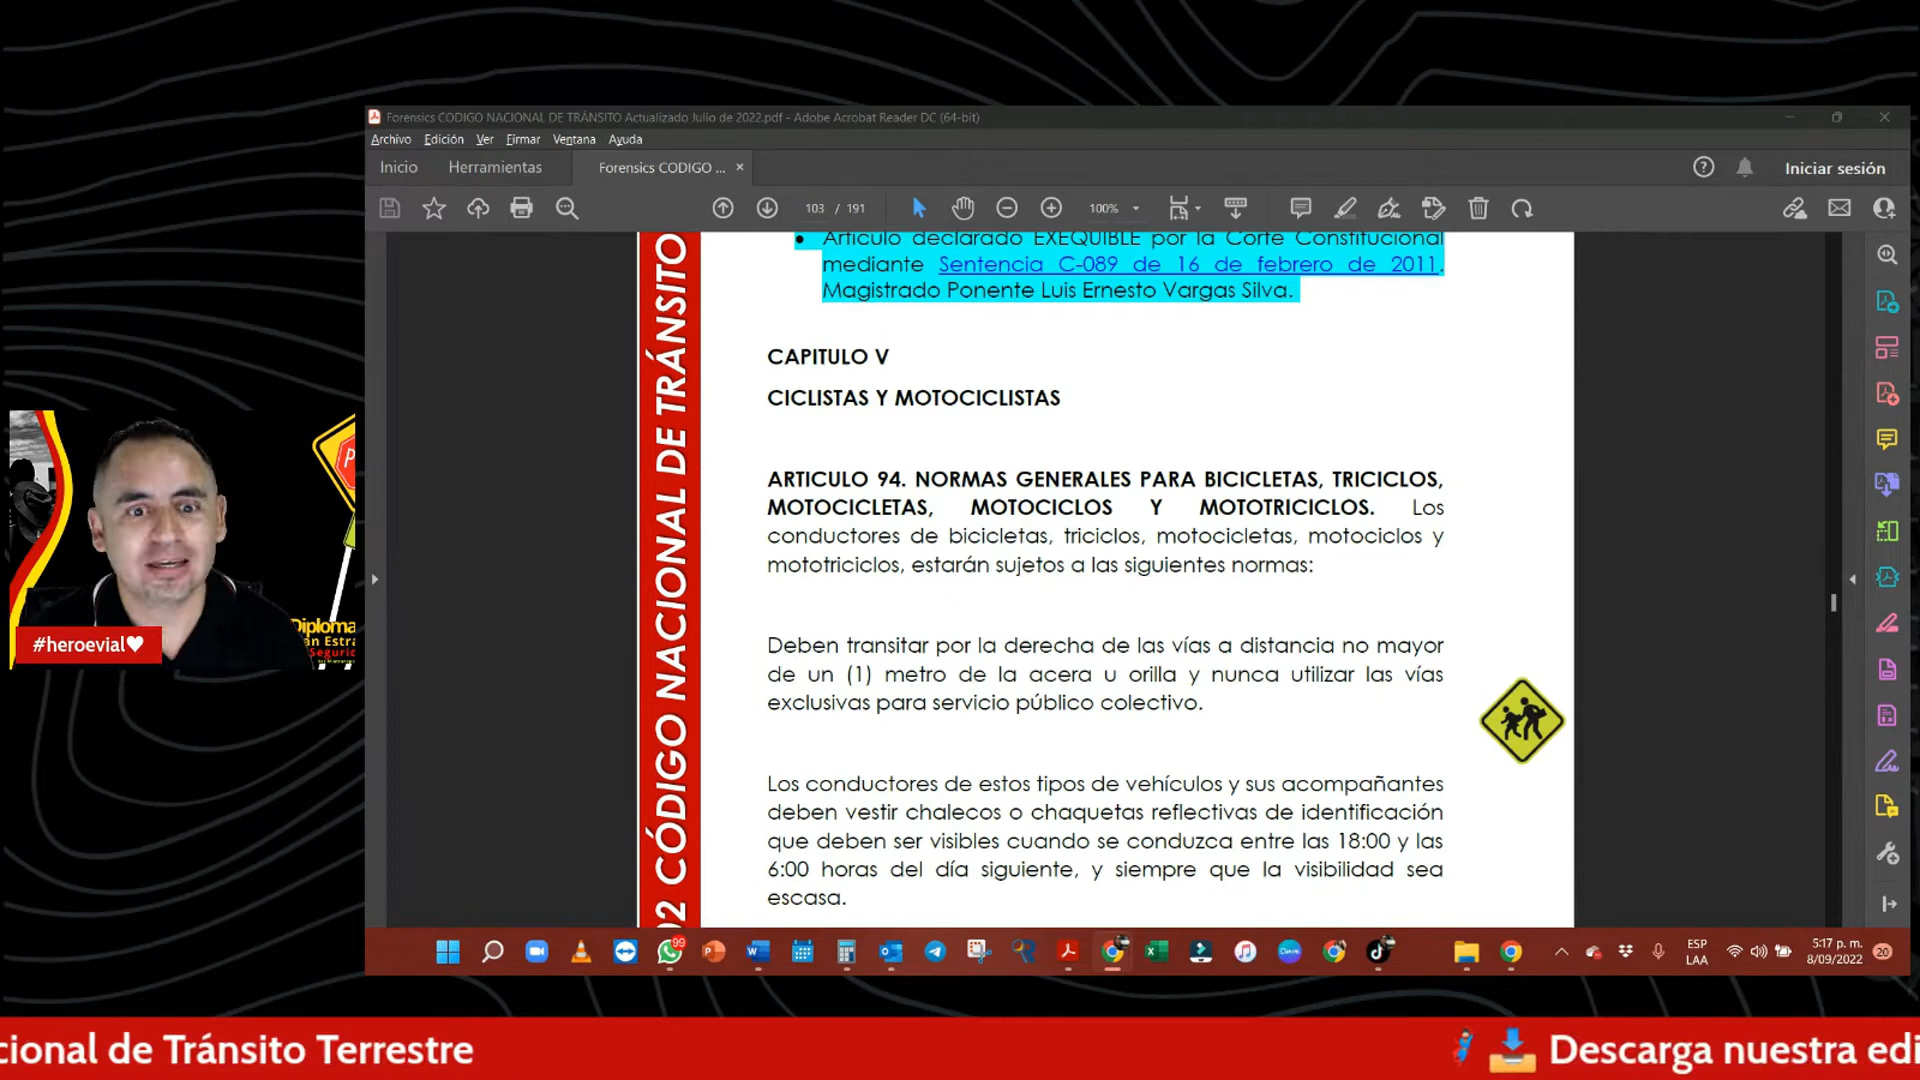 Forensics CODIGO NACIONAL DE TRÁNSITO Actualizado Julio de 2022.pdf - Adobe Acrobat Reader DC (64-bit)
Archivo Edición Ver Firmar Ventana Ayuda
Inicio Herramientas Forensics CODIGO ... × Iniciar sesión
103 / 191 100%
02 CÓDIGO NACIONAL DE TRÁNSITO
• Artículo declarado EXEQUIBLE por la Corte Constitucional
mediante Sentencia C-089 de 16 de febrero de 2011.
Magistrado Ponente Luis Ernesto Vargas Silva.
CAPITULO V
CICLISTAS Y MOTOCICLISTAS
ARTICULO 94. NORMAS GENERALES PARA BICICLETAS, TRICICLOS,
MOTOCICLETAS, MOTOCICLOS Y MOTOTRICICLOS. Los
conductores de bicicletas, triciclos, motocicletas, motociclos y
mototriciclos, estarán sujetos a las siguientes normas:
Deben transitar por la derecha de las vías a distancia no mayor
de un (1) metro de la acera u orilla y nunca utilizar las vías
exclusivas para servicio público colectivo.
Los conductores de estos tipos de vehículos y sus acompañantes
deben vestir chalecos o chaquetas reflectivas de identificación
que deben ser visibles cuando se conduzca entre las 18:00 y las
6:00 horas del día siguiente, y siempre que la visibilidad sea
escasa.
Diploma
Estra
Segurid
#heroevial♥
99
ESP
LAA
5:17 p. m.
8/09/2022
20
cional de Tránsito Terrestre
Descarga nuestra edi